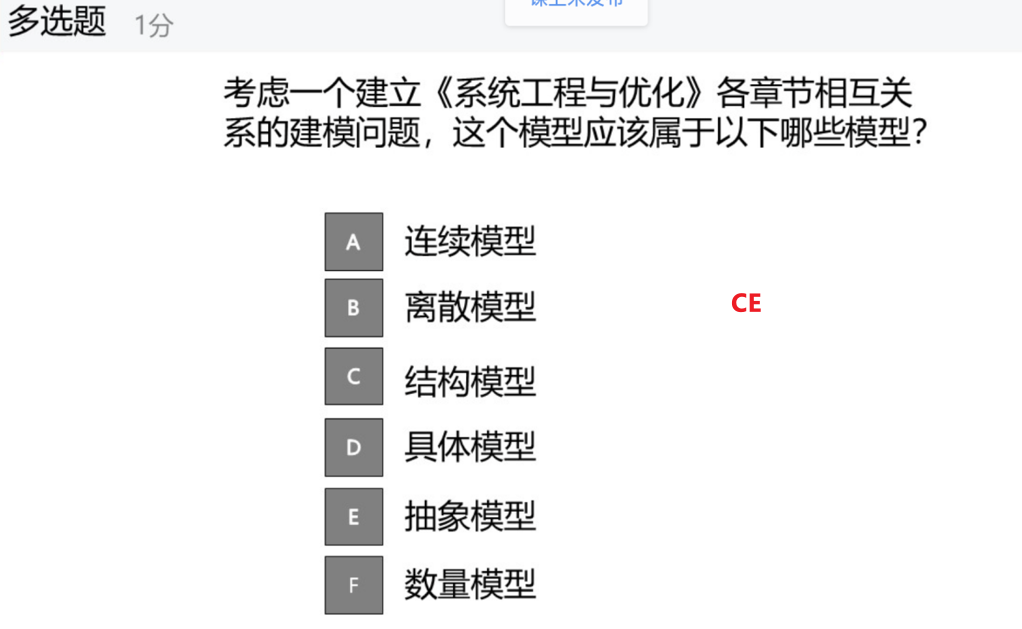 多选题 1分
考虑一个建立《系统工程与优化》各章节相互关
系的建模问题，这个模型应该属于以下哪些模型？
A 连续模型
B 离散模型
CE
C 结构模型
D 具体模型
E 抽象模型
F 数量模型